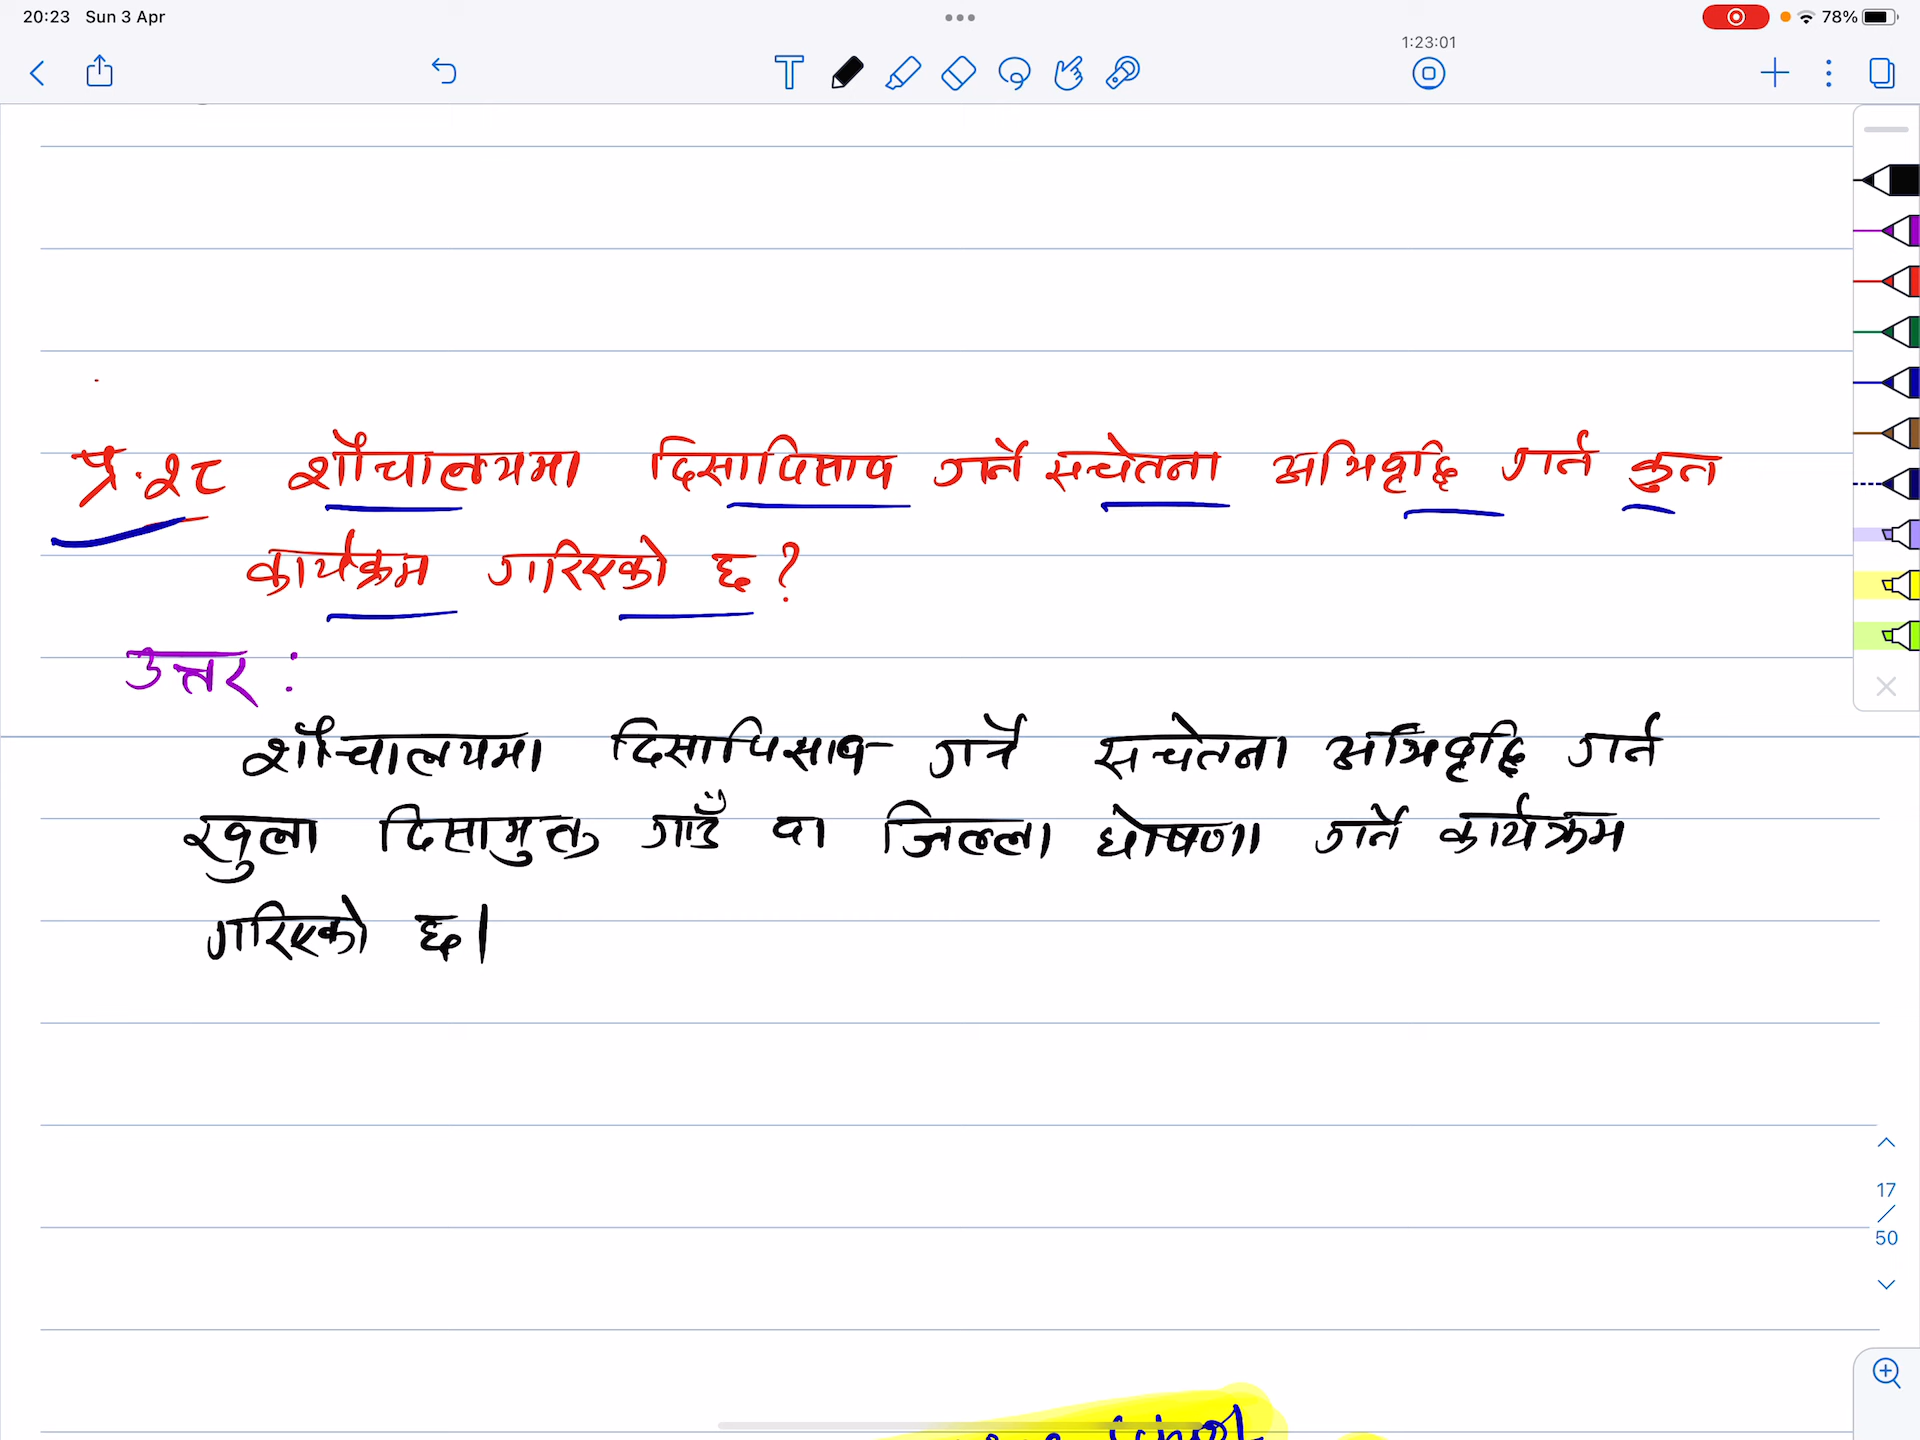 20:23 Sun 3 Apr
78%
1:23:01
प्र.२८ शौचालयमा दिसापिसाव गर्ने सचेतना अभिवृद्धि गर्न कुन
कार्यक्रम गरिएको छ?
उत्तर:
शौचालयमा दिसापिसाव गर्ने सचेतना अभिवृद्धि गर्न
खुला दिसामुक्त गाउँ वा जिल्ला घोषणा गर्ने कार्यक्रम
गरिएको छ।
17
/
50
School